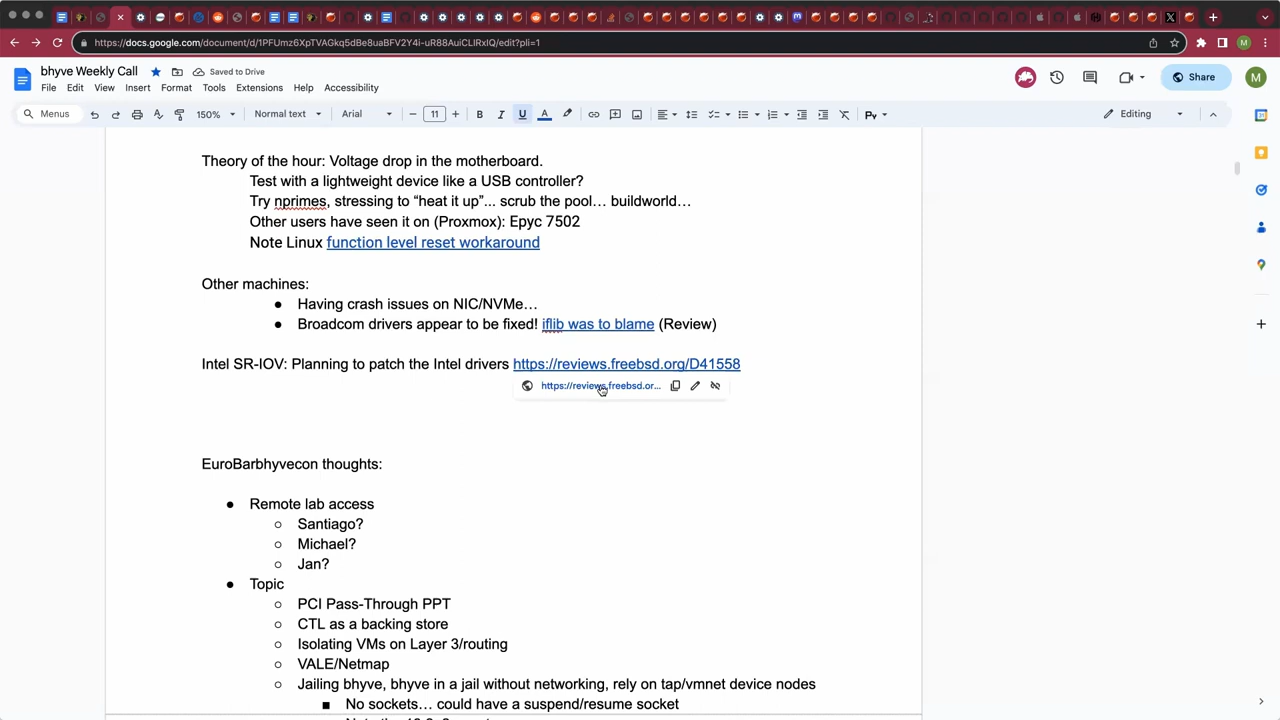 https://docs.google.com/document/d/1PFUmz6XpTVAGkq5dBe8uaBFV2Y4i-uR88AuiCLIRxIQ/edit?pli=1
M
bhyve Weekly Call
Saved to Drive
File Edit View Insert Format Tools Extensions Help Accessibility
Share
M
Menus
150%
Normal text
Arial
11
B I U A
Editing
Theory of the hour: Voltage drop in the motherboard.
Test with a lightweight device like a USB controller?
Try nprimes, stressing to “heat it up”... scrub the pool… buildworld…
Other users have seen it on (Proxmox): Epyc 7502
Note Linux function level reset workaround
Other machines:
● Having crash issues on NIC/NVMe…
● Broadcom drivers appear to be fixed! iflib was to blame (Review)
Intel SR-IOV: Planning to patch the Intel drivers https://reviews.freebsd.org/D41558
https://reviews.freebsd.or...
EuroBarbhyvecon thoughts:
● Remote lab access
○ Santiago?
○ Michael?
○ Jan?
● Topic
○ PCI Pass-Through PPT
○ CTL as a backing store
○ Isolating VMs on Layer 3/routing
○ VALE/Netmap
○ Jailing bhyve, bhyve in a jail without networking, rely on tap/vmnet device nodes
■ No sockets… could have a suspend/resume socket